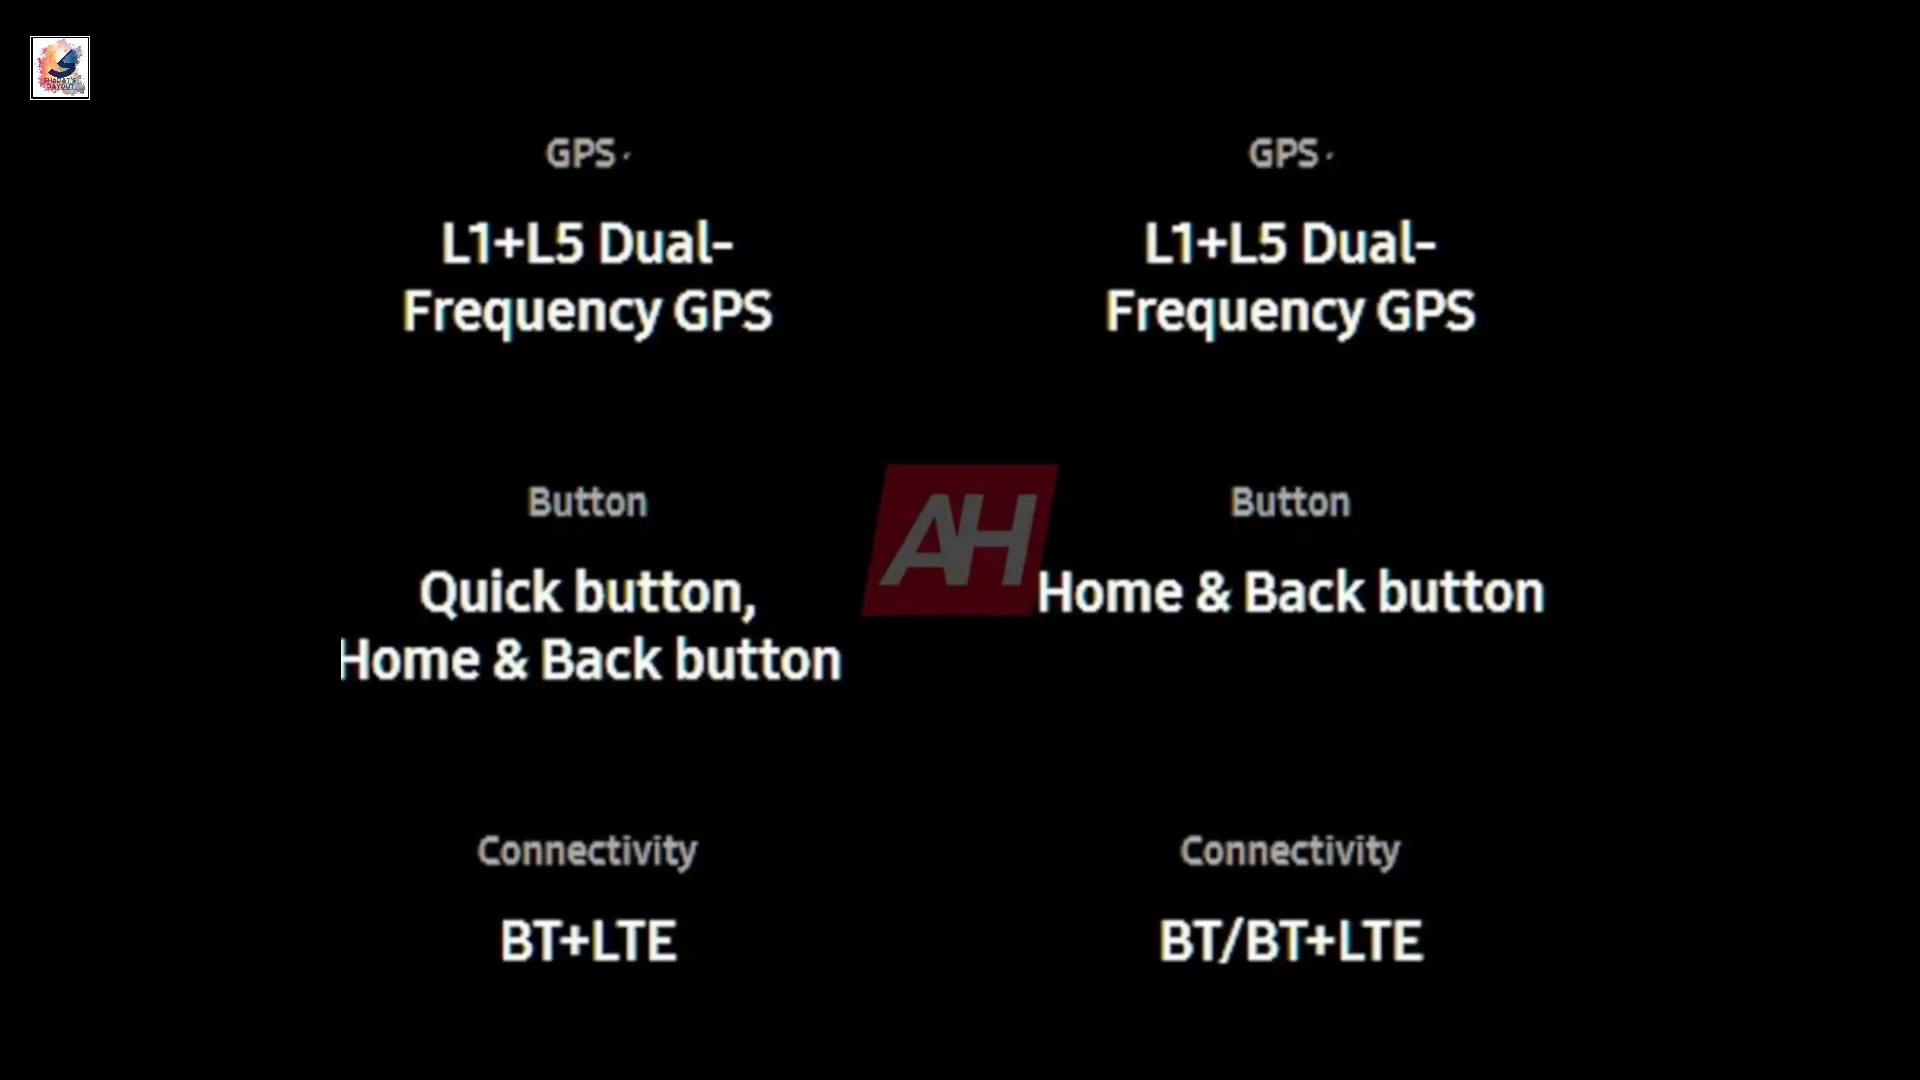 GPS
L1+L5 Dual-
Frequency GPS
Button
Quick button,
Home & Back button
Connectivity
BT+LTE
GPS
L1+L5 Dual-
Frequency GPS
Button
Home & Back button
Connectivity
BT/BT+LTE
AH
DAYOUT